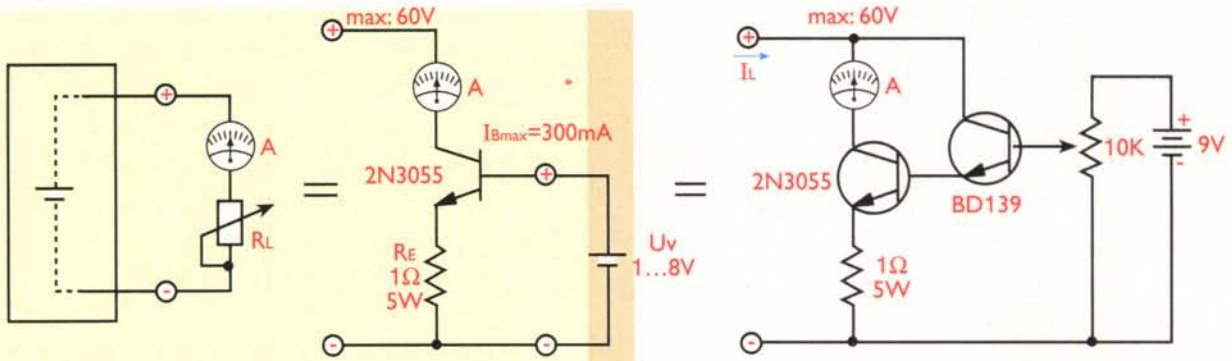 +
A
RL
-
=
max: 60V
+
A
IBmax=300mA
2N3055
+
RE
1Ω
5W
Uv
1...8V
-
-
=
max: 60V
+
IL
A
2N3055
BD139
10K
+
9V
-
1Ω
5W
-